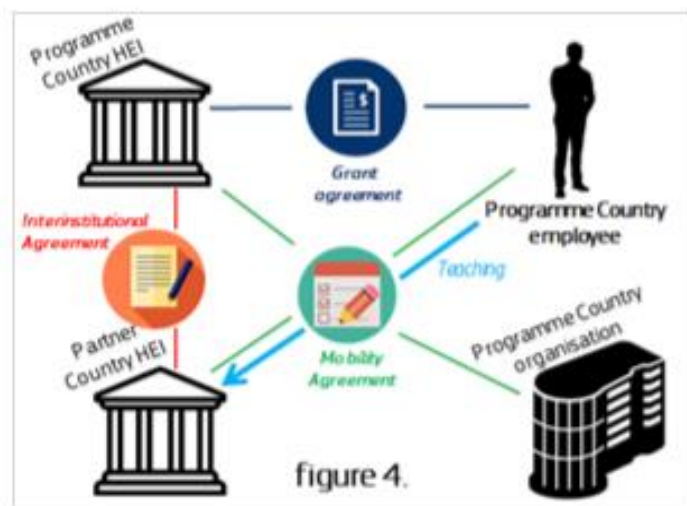 Programme
Country HEI
Grant
agreement
Programme Country
employee
Interinstitutional
Agreement
Teaching
Partner
Country HEI
Mobility
Agreement
Programme Country
organisation
figure 4.